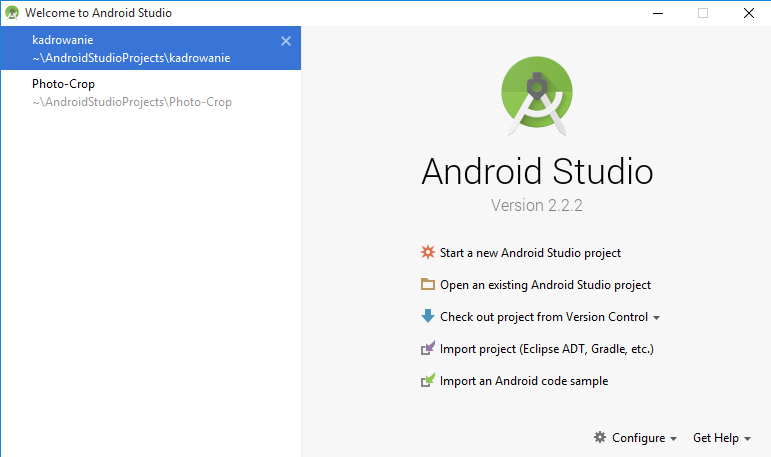 Welcome to Android Studio
kadrowanie
~\AndroidStudioProjects\kadrowanie
Photo-Crop
~\AndroidStudioProjects\Photo-Crop
Android Studio
Version 2.2.2
Start a new Android Studio project
Open an existing Android Studio project
Check out project from Version Control
Import project (Eclipse ADT, Gradle, etc.)
Import an Android code sample
Configure Get Help